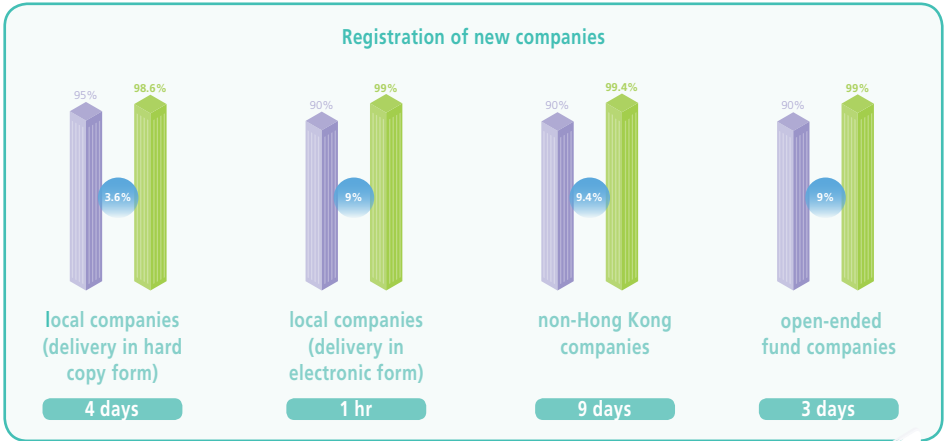 Registration of new companies
95%
98.6%
3.6%
local companies
(delivery in hard
copy form)
4 days
90%
99%
9%
local companies
(delivery in
electronic form)
1 hr
90%
99.4%
9.4%
non-Hong Kong
companies
9 days
90%
99%
9%
open-ended
fund companies
3 days